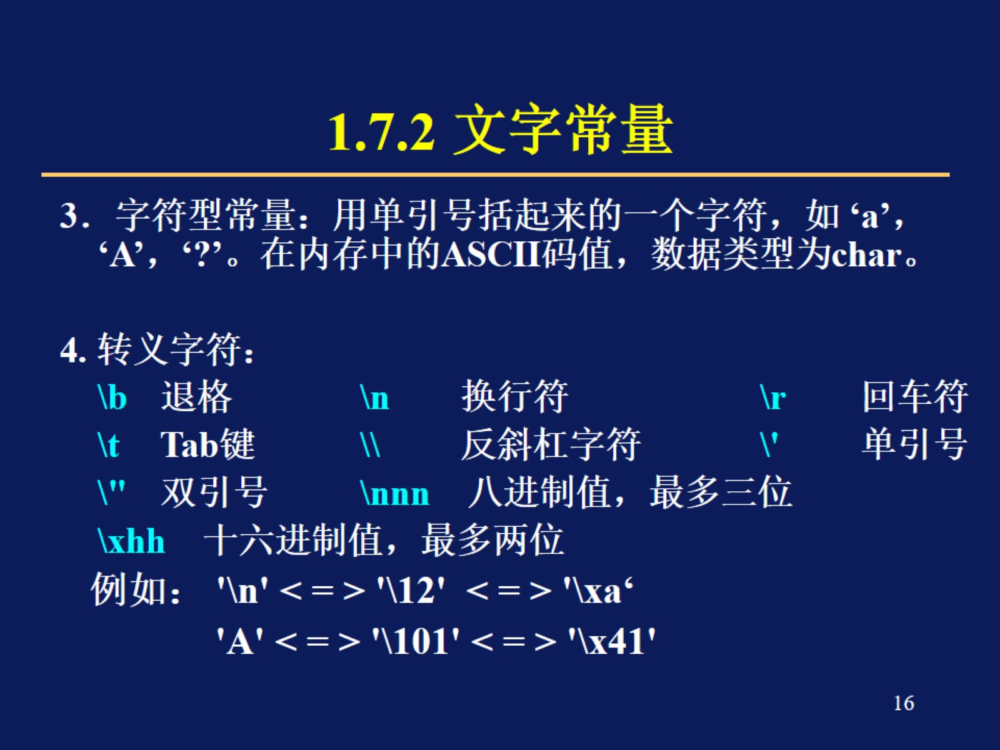 1.7.2 文字常量
3. 字符型常量：用单引号括起来的一个字符，如 ‘a’，
‘A’，‘?’。在内存中的ASCII码值，数据类型为char。
4. 转义字符：
\b 退格 \n 换行符 \r 回车符
\t Tab键 \\ 反斜杠字符 \' 单引号
\" 双引号 \nnn 八进制值，最多三位
\xhh 十六进制值，最多两位
例如： '\n' < = > '\12' < = > '\xa‘
'A' < = > '\101' < = > '\x41'
16